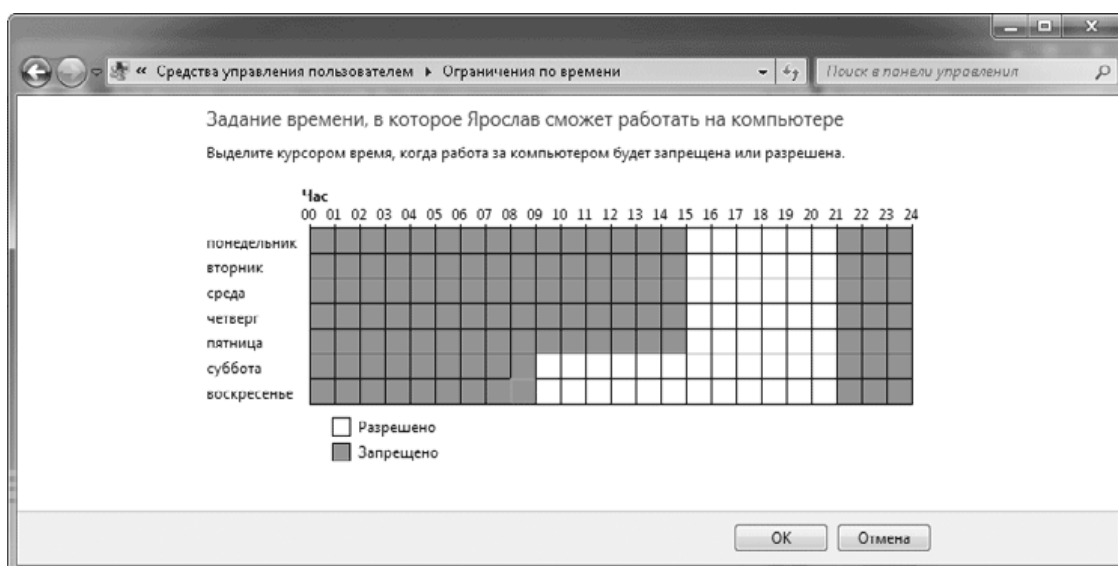 « Средства управления пользователем ▸ Ограничения по времени
Поиск в панели управления
Задание времени, в которое Ярослав сможет работать на компьютере
Выделите курсором время, когда работа за компьютером будет запрещена или разрешена.
Час
00 01 02 03 04 05 06 07 08 09 10 11 12 13 14 15 16 17 18 19 20 21 22 23 24
понедельник
вторник
среда
четверг
пятница
суббота
воскресенье
Разрешено
Запрещено
ОК Отмена